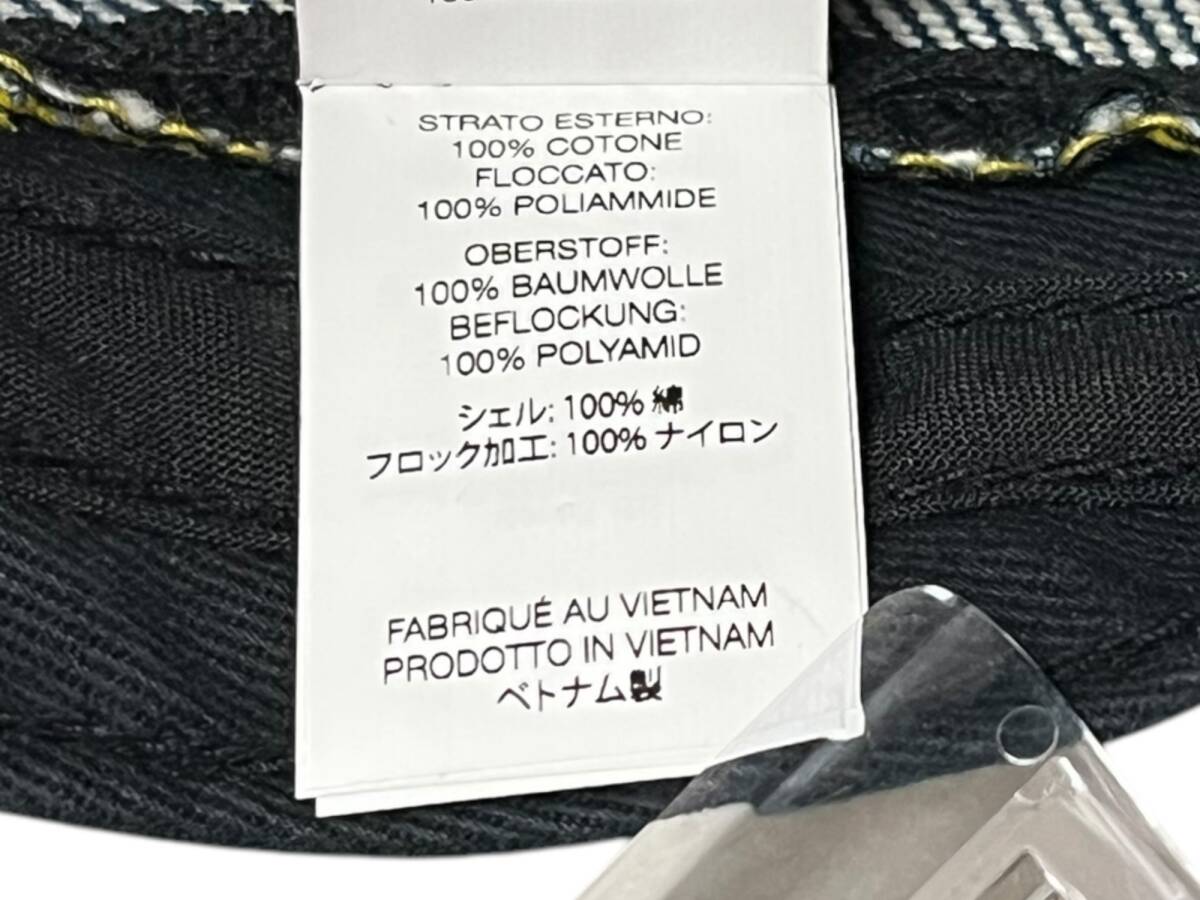 STRATO ESTERNO:
100% COTONE
FLOCCATO:
100% POLIAMMIDE
OBERSTOFF:
100% BAUMWOLLE
BEFLOCKUNG:
100% POLYAMID
シェル: 100% 綿
フロック加工: 100% ナイロン
FABRIQUÉ AU VIETNAM
PRODOTTO IN VIETNAM
ベトナム製